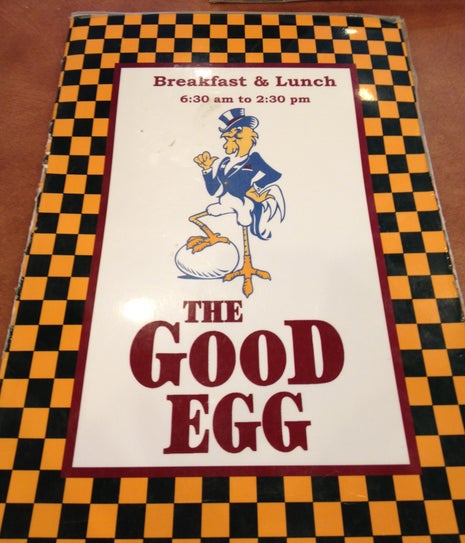 Breakfast & Lunch
6:30 am to 2:30 pm
THE
GOOD
EGG